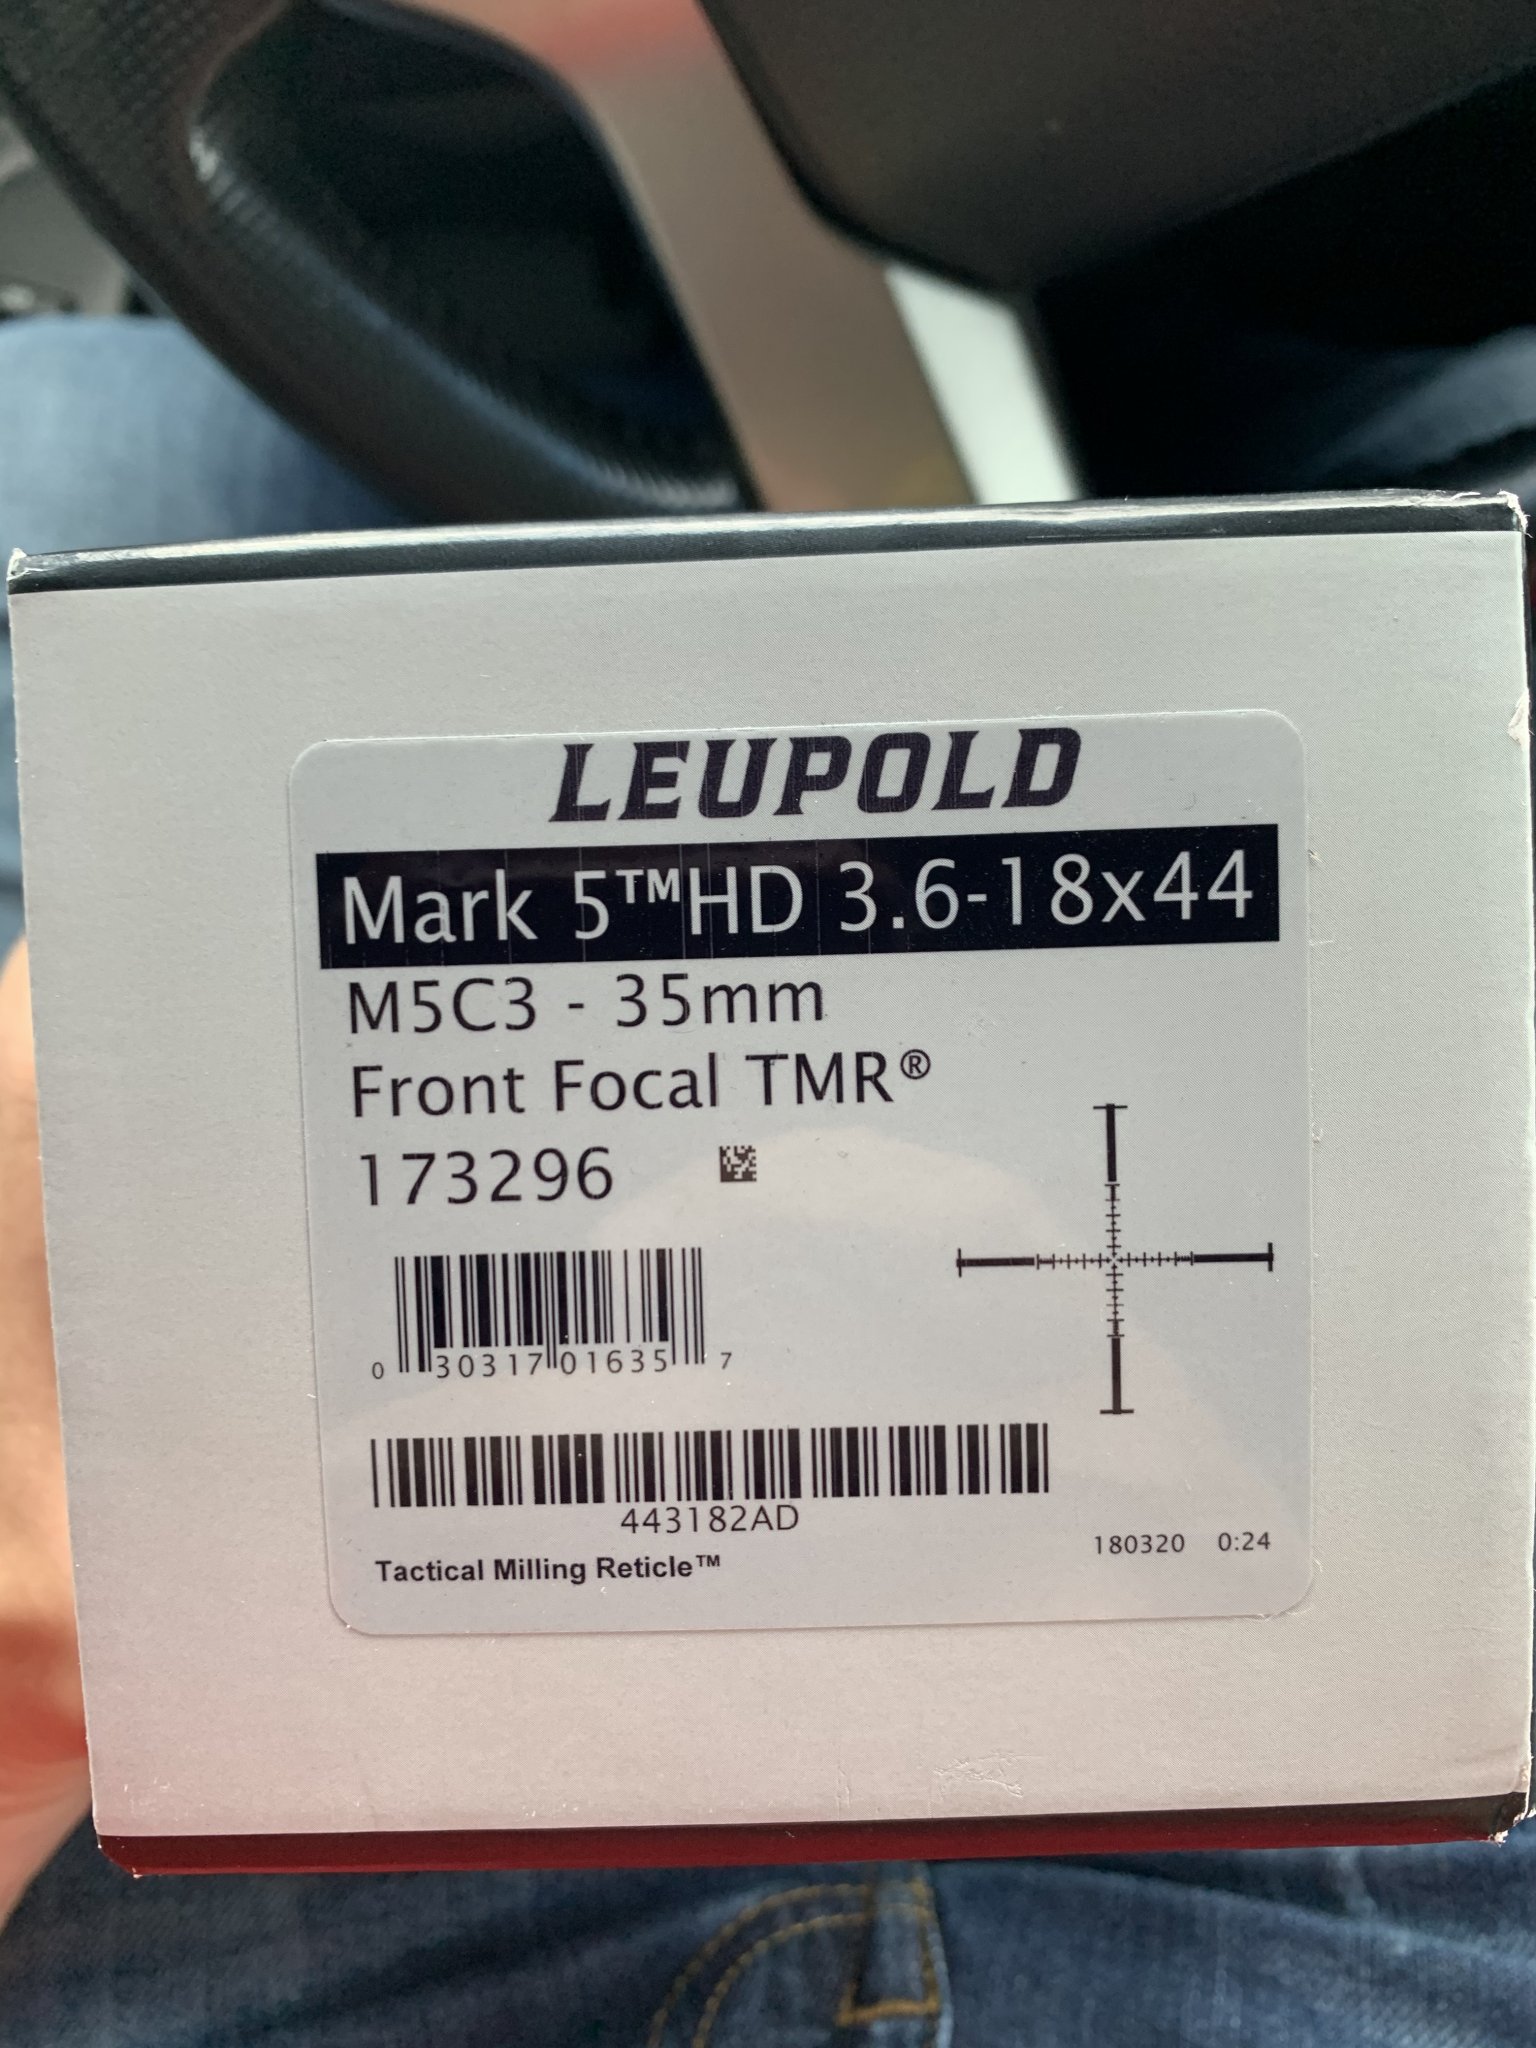 LEUPOLD
Mark 5™HD 3.6-18x44
M5C3 - 35mm
Front Focal TMR®
173296
0 30317 01635 7
443182AD
Tactical Milling Reticle™
180320 0:24